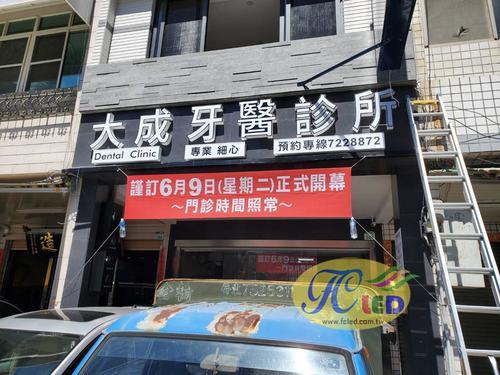 大成牙醫診所
Dental Clinic
專業 細心
預約專線7228872
謹訂6月9日(星期二)正式開幕
～門診時間照常～
造
FC LED
www.fcled.com.tw